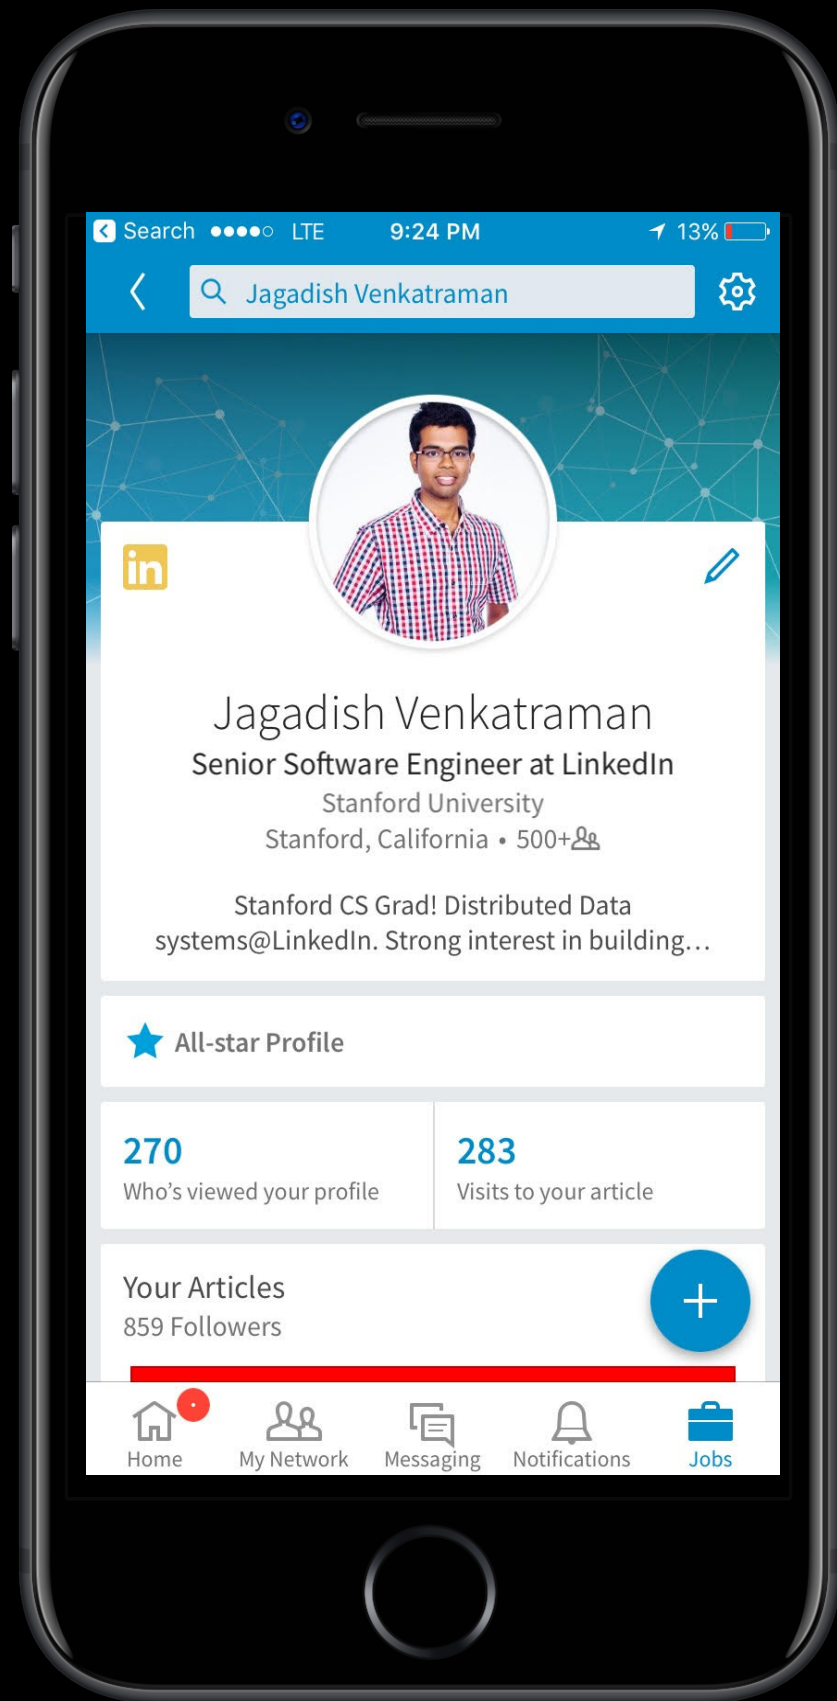 Search LTE 9:24 PM 13%
Jagadish Venkatraman
in
Jagadish Venkatraman
Senior Software Engineer at LinkedIn
Stanford University
Stanford, California • 500+
Stanford CS Grad! Distributed Data
systems@LinkedIn. Strong interest in building…
All-star Profile
270 283
Who's viewed your profile Visits to your article
Your Articles
859 Followers
Home My Network Messaging Notifications Jobs